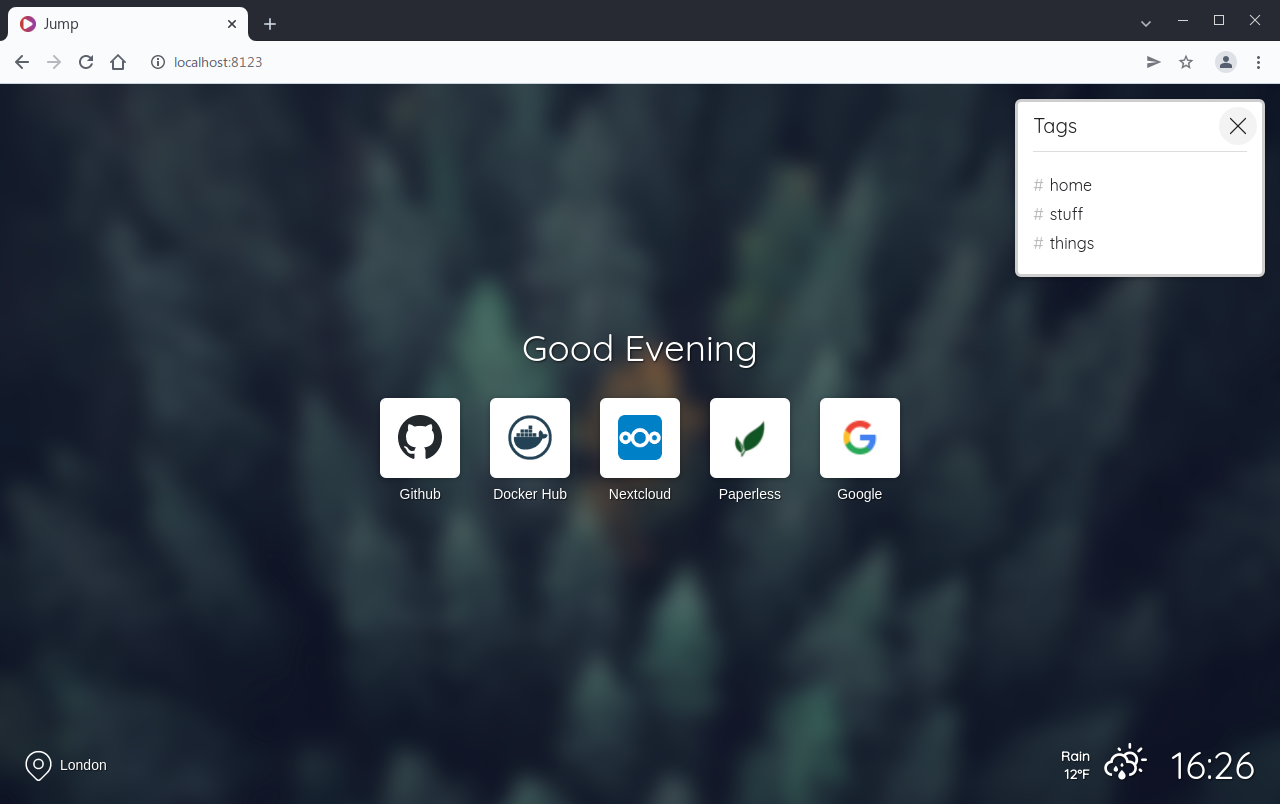 Jump
localhost:8123
Tags
# home
# stuff
# things
Good Evening
Github
Docker Hub
Nextcloud
Paperless
Google
London
Rain
12°F
16:26